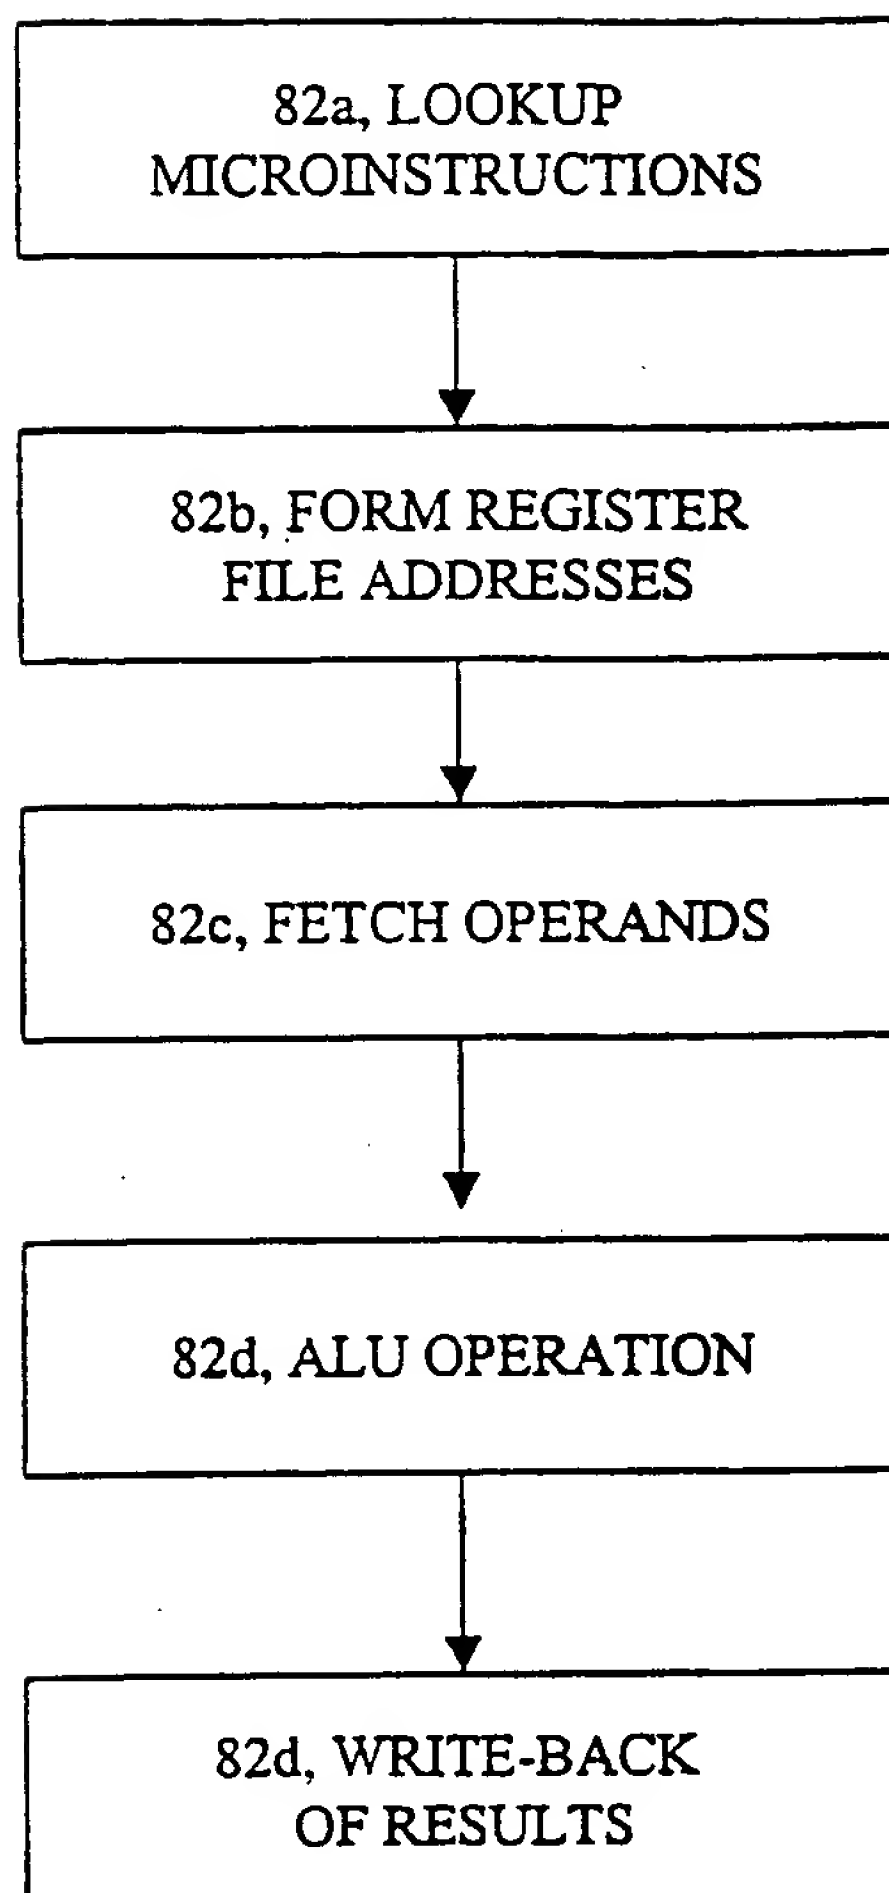 82a, LOOKUP
MICROINSTRUCTIONS
82b, FORM REGISTER
FILE ADDRESSES
82c, FETCH OPERANDS
82d, ALU OPERATION
82d, WRITE-BACK
OF RESULTS